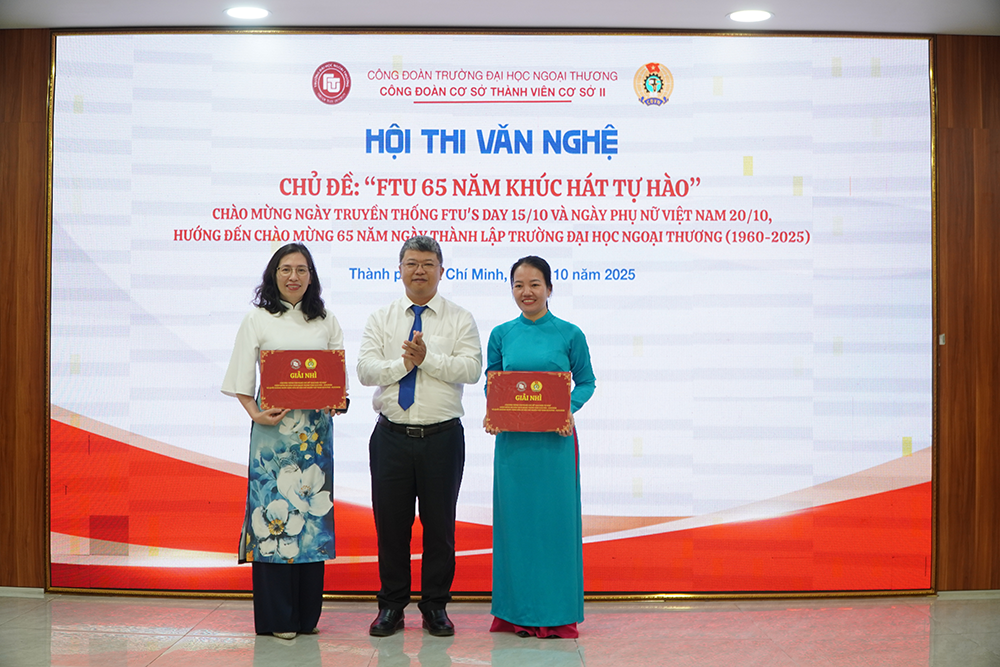 CÔNG ĐOÀN TRƯỜNG ĐẠI HỌC NGOẠI THƯƠNG
CÔNG ĐOÀN CƠ SỞ THÀNH VIÊN CƠ SỞ II
HỘI THI VĂN NGHỆ
CHỦ ĐỀ: “FTU 65 NĂM KHÚC HÁT TỰ HÀO”
CHÀO MỪNG NGÀY TRUYỀN THỐNG FTU'S DAY 15/10 VÀ NGÀY PHỤ NỮ VIỆT NAM 20/10,
HƯỚNG ĐẾN CHÀO MỪNG 65 NĂM NGÀY THÀNH LẬP TRƯỜNG ĐẠI HỌC NGOẠI THƯƠNG (1960-2025)
Thành Chí Minh, 10 năm 2025
GIẢI NHÌ
GIẢI NHÌ